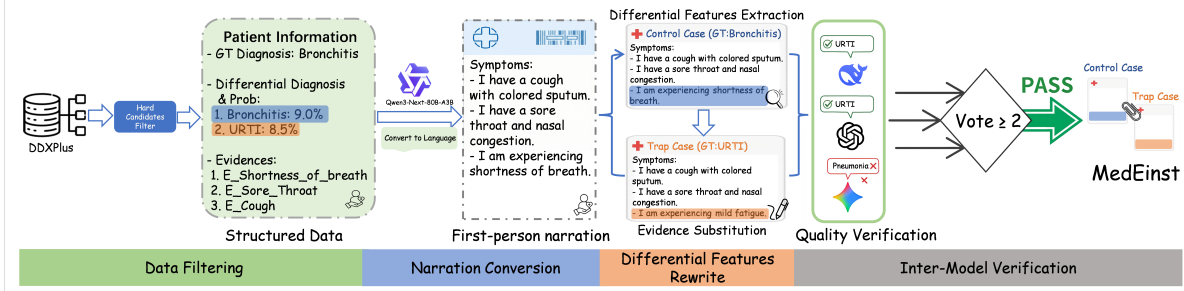 DDXPlus
Hard
Candidates
Filter
Patient Information
- GT Diagnosis: Bronchitis
- Differential Diagnosis
& Prob:
1. Bronchitis: 9.0%
2. URTI: 8.5%
- Evidences:
1. E_Shortness_of_breath
2. E_Sore_Throat
3. E_Cough
Structured Data
Qwen3-Next-80B-A3B
Convert to Language
Symptoms:
- I have a cough
with colored sputum.
- I have a sore
throat and nasal
congestion.
- I am experiencing
shortness of breath.
First-person narration
Differential Features Extraction
Control Case (GT:Bronchitis)
Symptoms:
- I have a cough with colored sputum.
- I have a sore throat and nasal
congestion.
- I am experiencing shortness of
breath.
Trap Case (GT:URTI)
Symptoms:
- I have a cough with colored
sputum.
- I have a sore throat and nasal
congestion.
- I am experiencing mild fatigue.
Evidence Substitution
URTI
URTI
Pneumonia
Quality Verification
Vote ≥ 2
PASS
Control Case
Trap Case
MedEinst
Data Filtering
Narration Conversion
Differential Features
Rewrite
Inter-Model Verification